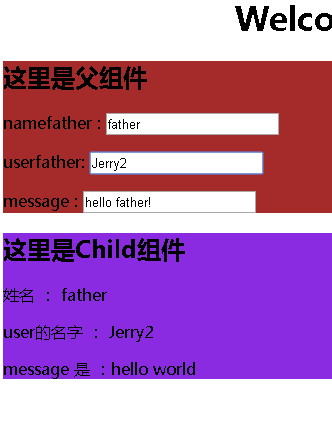 Welco
这里是父组件
namefather : father
userfather: Jerry2
message : hello father!
这里是Child组件
姓名 : father
user的名字 : Jerry2
message 是 : hello world